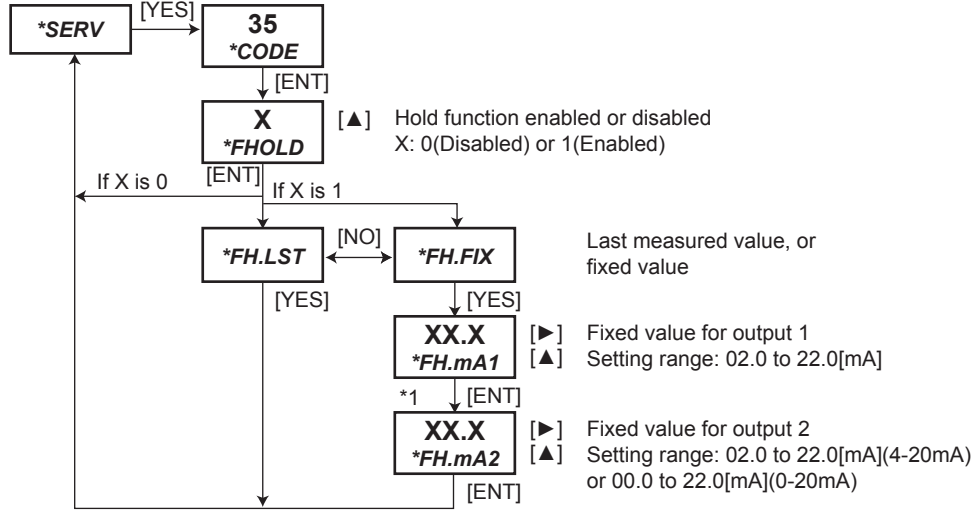 *SERV
[YES]
35
*CODE
[ENT]
X
*FHOLD
[▲] Hold function enabled or disabled
X: 0(Disabled) or 1(Enabled)
[ENT]
If X is 0
If X is 1
*FH.LST
[NO]
*FH.FIX
Last measured value, or
fixed value
[YES]
[YES]
XX.X
*FH.mA1
[►] Fixed value for output 1
[▲] Setting range: 02.0 to 22.0[mA]
*1
[ENT]
XX.X
*FH.mA2
[►] Fixed value for output 2
[▲] Setting range: 02.0 to 22.0[mA](4-20mA)
or 00.0 to 22.0[mA](0-20mA)
[ENT]